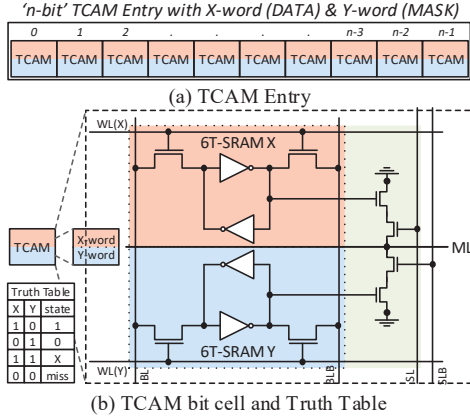 'n-bit' TCAM Entry with X-word (DATA) & Y-word (MASK)
0 1 2 . . . . n-3 n-2 n-1
TCAM TCAM TCAM TCAM TCAM TCAM TCAM TCAM TCAM TCAM
(a) TCAM Entry
WL(X)
6T-SRAM X
TCAM
X-word
Y-word
ML
Truth Table
X Y state
1 0 1
0 1 0
1 1 X
0 0 miss
6T-SRAM Y
WL(Y)
BL
BLB
SL
SLB
(b) TCAM bit cell and Truth Table